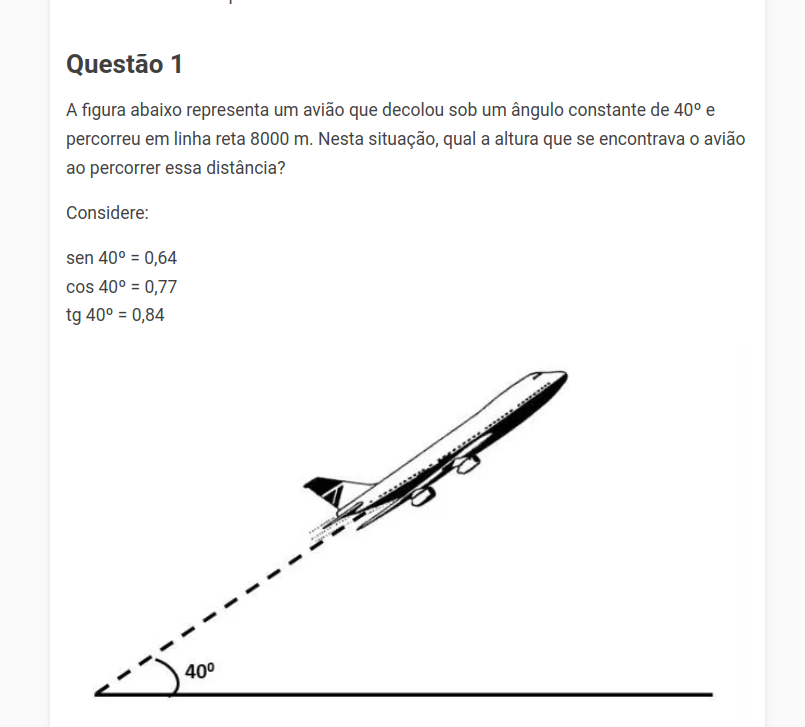 Questão 1
A figura abaixo representa um avião que decolou sob um ângulo constante de 40º e
percorreu em linha reta 8000 m. Nesta situação, qual a altura que se encontrava o avião
ao percorrer essa distância?
Considere:
sen 40º = 0,64
cos 40º = 0,77
tg 40º = 0,84
40º